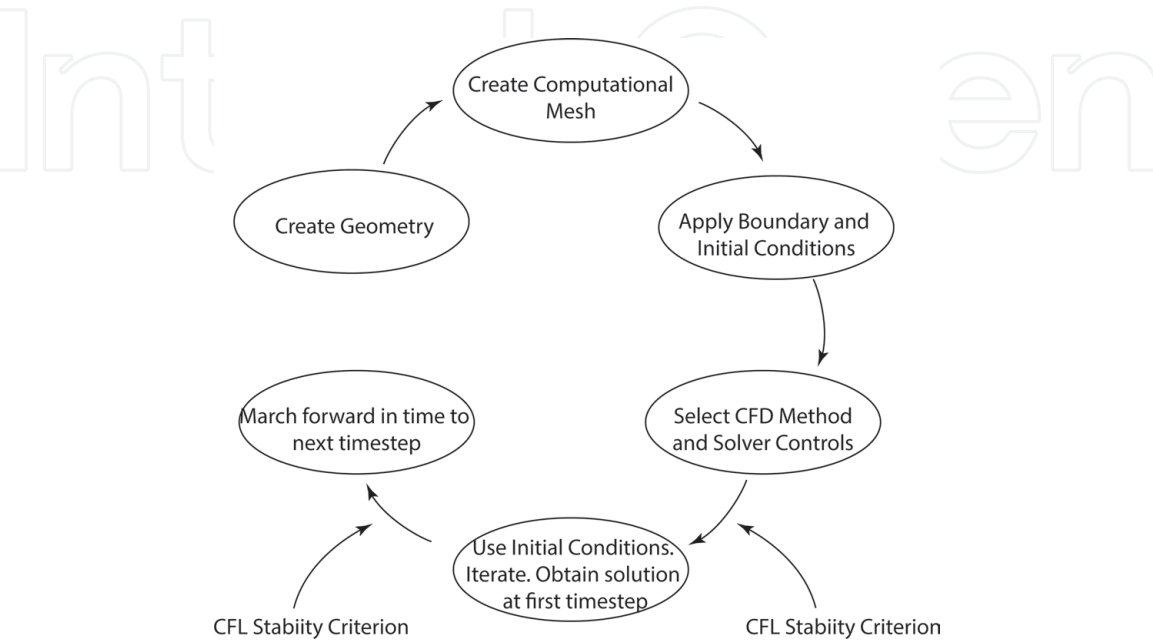 Create Computational
Mesh
Create Geometry
Apply Boundary and
Initial Conditions
March forward in time to
next timestep
Select CFD Method
and Solver Controls
Use Initial Conditions.
Iterate. Obtain solution
at first timestep
CFL Stabiity Criterion
CFL Stabiity Criterion